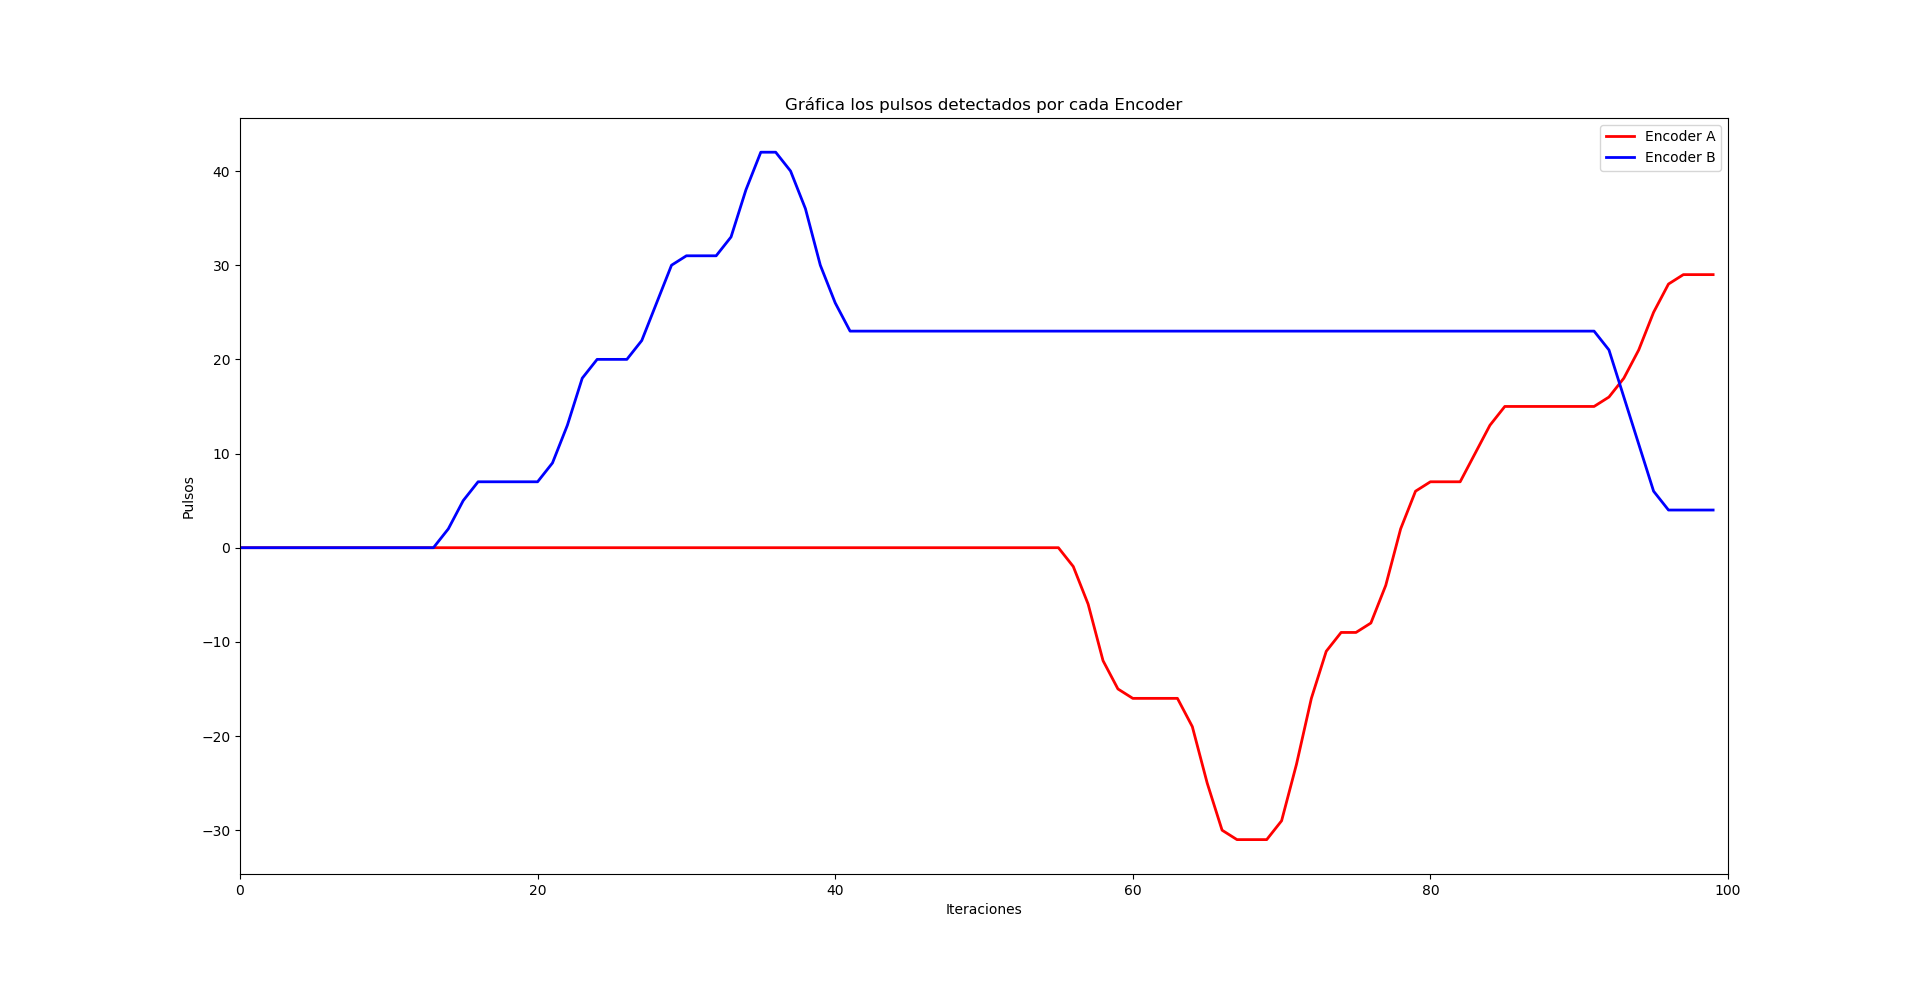 Gráfica los pulsos detectados por cada Encoder
Encoder A
Encoder B
Pulsos
40
30
20
10
0
−10
−20
−30
0 20 40 60 80 100
Iteraciones